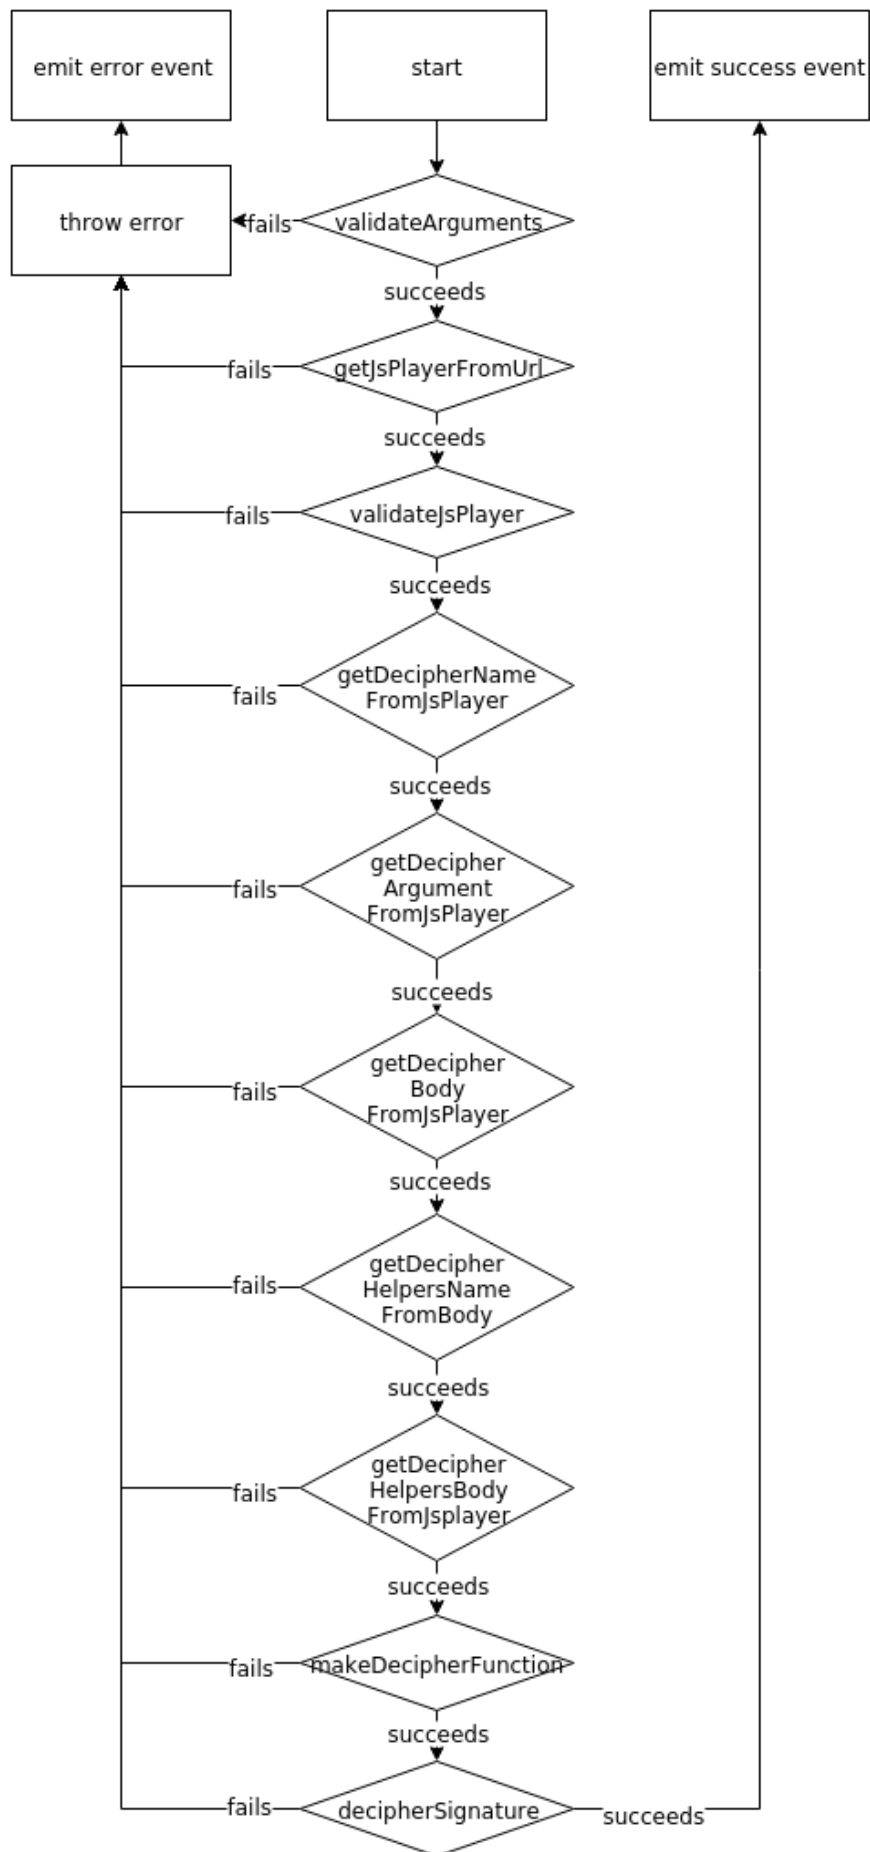 emit error event
start
emit success event
throw error
fails
validateArguments
succeeds
fails
getJsPlayerFromUrl
succeeds
fails
validateJsPlayer
succeeds
fails
getDecipherName
FromJsPlayer
succeeds
fails
getDecipher
Argument
FromJsPlayer
succeeds
fails
getDecipher
Body
FromJsPlayer
succeeds
fails
getDecipher
HelpersName
FromBody
succeeds
fails
getDecipher
HelpersBody
FromJsplayer
succeeds
fails
makeDecipherFunction
succeeds
fails
decipherSignature
succeeds